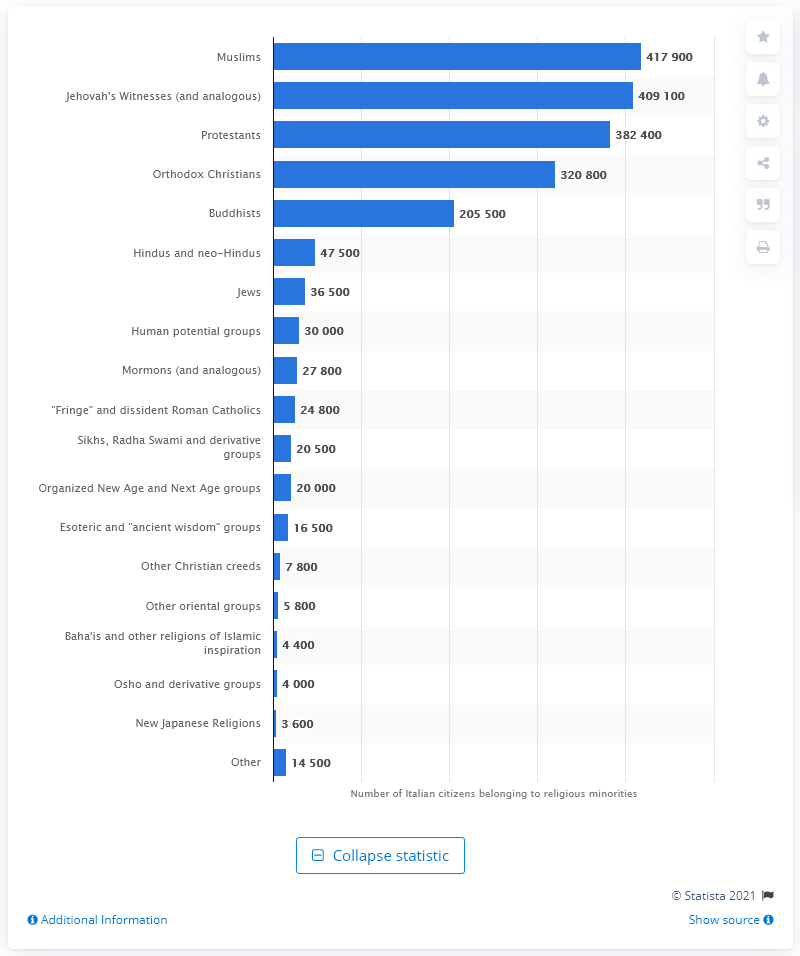 Muslims 417 900
Jehovah's Witnesses (and analogous) 409 100
Protestants 382 400
Orthodox Christians 320 800
Buddhists 205 500
Hindus and neo-Hindus 47 500
Jews 36 500
Human potential groups 30 000
Mormons (and analogous) 27 800
"Fringe" and dissident Roman Catholics 24 800
Sikhs, Radha Swami and derivative
groups 20 500
Organized New Age and Next Age groups 20 000
Esoteric and "ancient wisdom" groups 16 500
Other Christian creeds 7 800
Other oriental groups 5 800
Baha'is and other religions of Islamic
inspiration 4 400
Osho and derivative groups 4 000
New Japanese Religions 3 600
Other 14 500
Number of Italian citizens belonging to religious minorities
Collapse statistic
© Statista 2021
Additional Information Show source